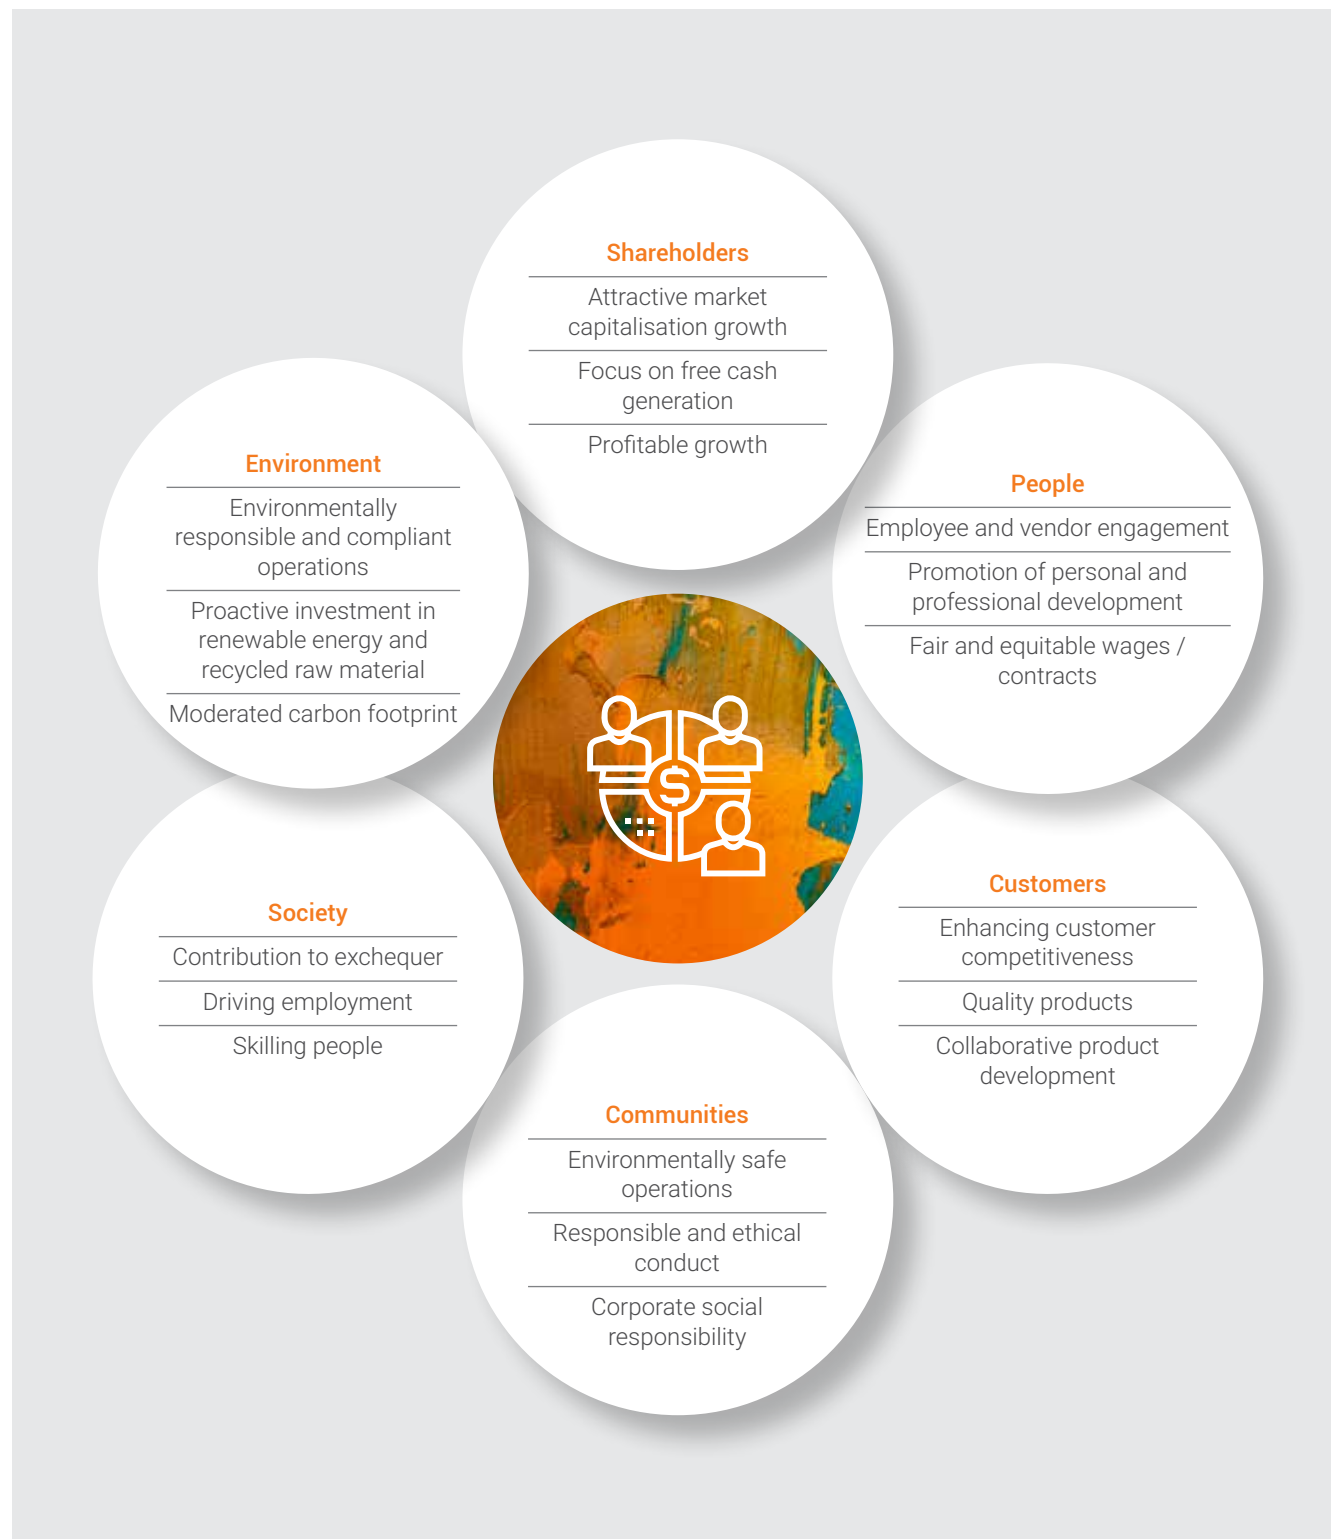 Shareholders
Attractive market
capitalisation growth
Focus on free cash
generation
Profitable growth
People
Employee and vendor engagement
Promotion of personal and
professional development
Fair and equitable wages /
contracts
Customers
Enhancing customer
competitiveness
Quality products
Collaborative product
development
Communities
Environmentally safe
operations
Responsible and ethical
conduct
Corporate social
responsibility
Society
Contribution to exchequer
Driving employment
Skilling people
Environment
Environmentally
responsible and compliant
operations
Proactive investment in
renewable energy and
recycled raw material
Moderated carbon footprint
$